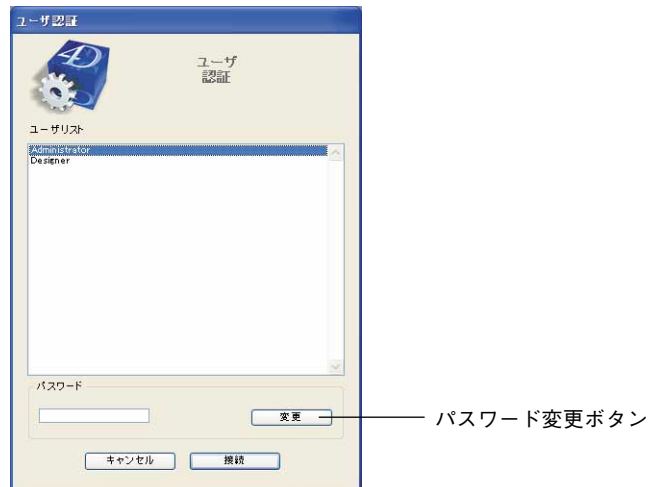 ユーザ認証
4D
ユーザ
認証
ユーザリスト
Administrator
Designer
パスワード
変更
パスワード変更ボタン
キャンセル
接続